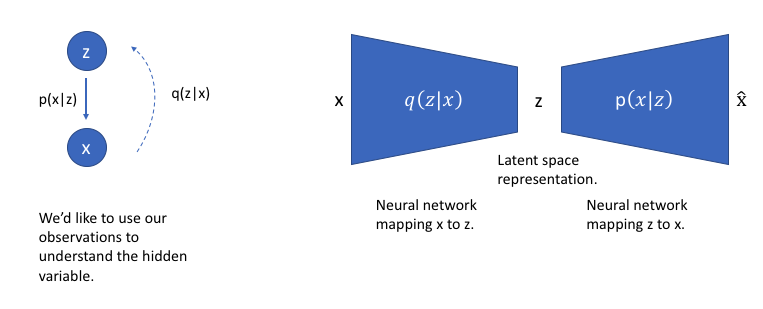 z
p(x|z)
q(z|x)
x
We'd like to use our
observations to
understand the hidden
variable.
x
q(z|x)
z
p(x|z)
x̂
Latent space
representation.
Neural network
mapping x to z.
Neural network
mapping z to x.